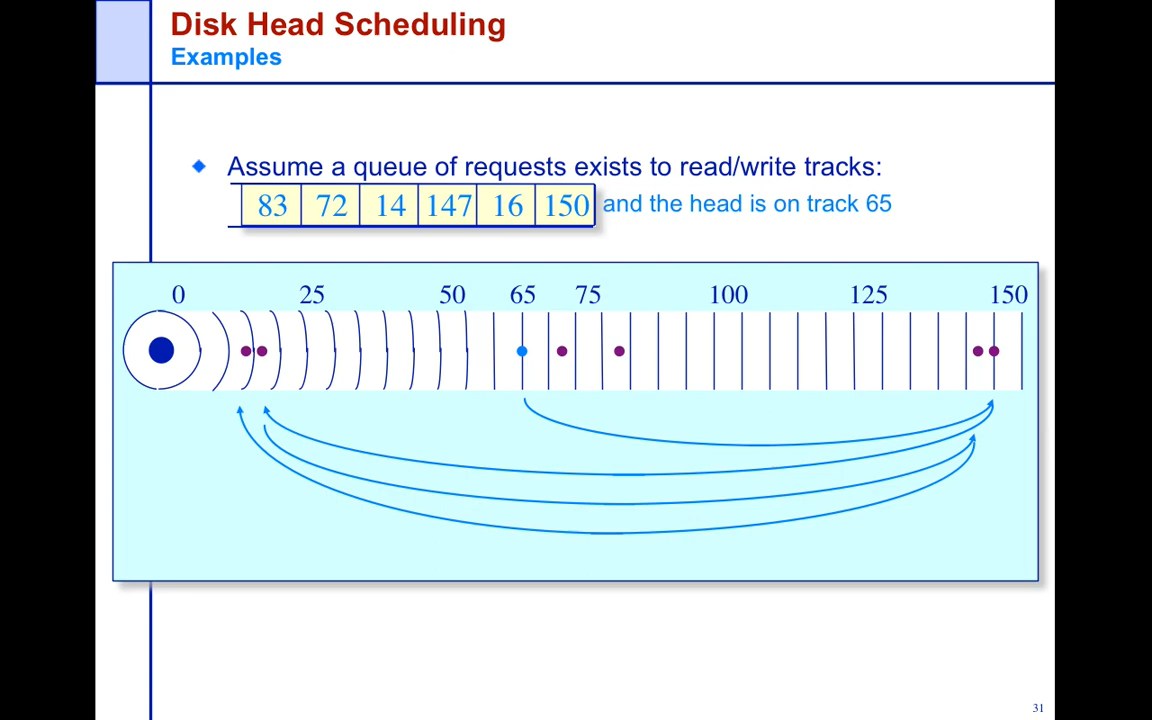 Disk Head Scheduling
Examples
Assume a queue of requests exists to read/write tracks:
83 72 14 147 16 150 and the head is on track 65
0 25 50 65 75 100 125 150
31